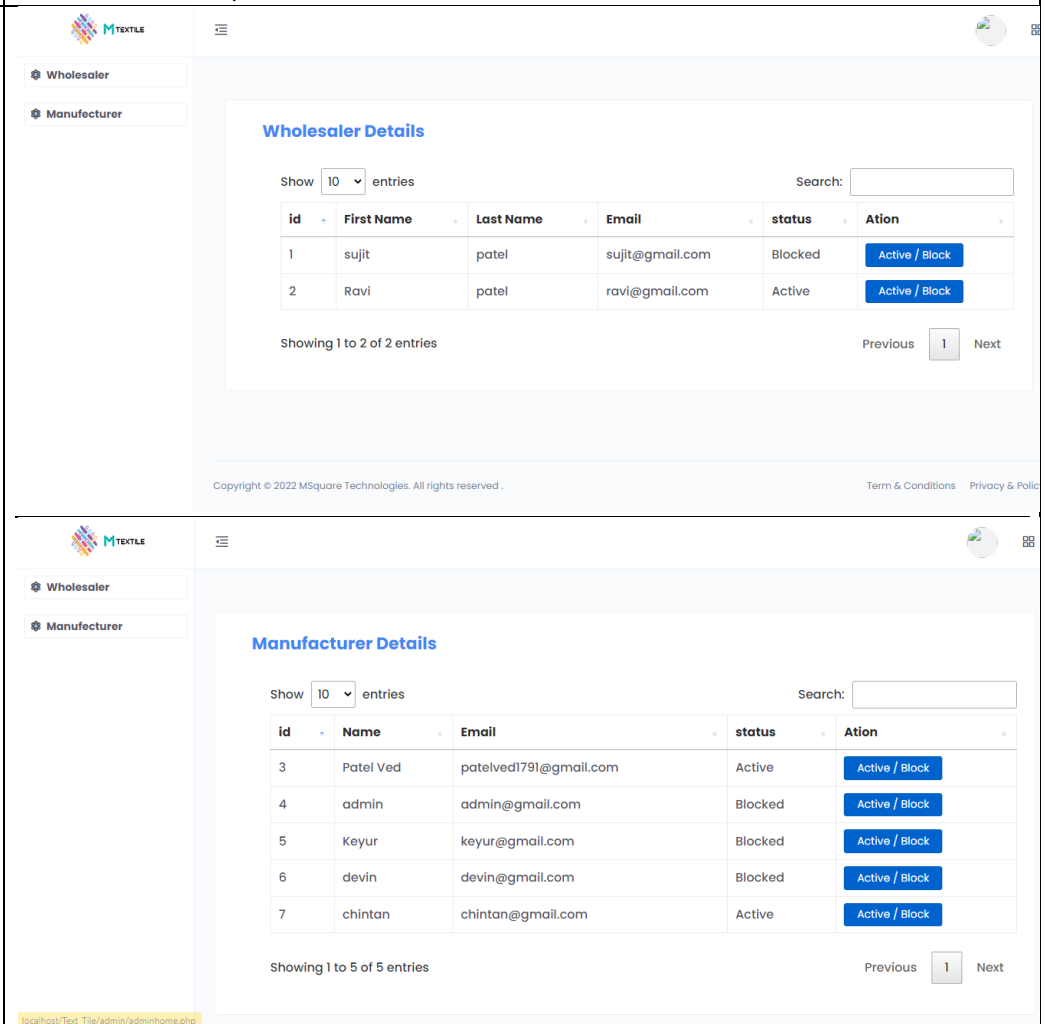 M TEXTILE
Wholesaler
Manufecturer
Wholesaler Details
Show 10 entries Search:
id First Name Last Name Email status Ation
1 sujit patel sujit@gmail.com Blocked Active / Block
2 Ravi patel ravi@gmail.com Active Active / Block
Showing 1 to 2 of 2 entries Previous 1 Next
Copyright © 2022 MSquare Technologies. All rights reserved . Term & Conditions Privacy & Polic
M TEXTILE
Wholesaler
Manufecturer
Manufacturer Details
Show 10 entries Search:
id Name Email status Ation
3 Patel Ved patelved1791@gmail.com Active Active / Block
4 admin admin@gmail.com Blocked Active / Block
5 Keyur keyur@gmail.com Blocked Active / Block
6 devin devin@gmail.com Blocked Active / Block
7 chintan chintan@gmail.com Active Active / Block
Showing 1 to 5 of 5 entries Previous 1 Next
localhost/Text_Tile/admin/adminhome.php